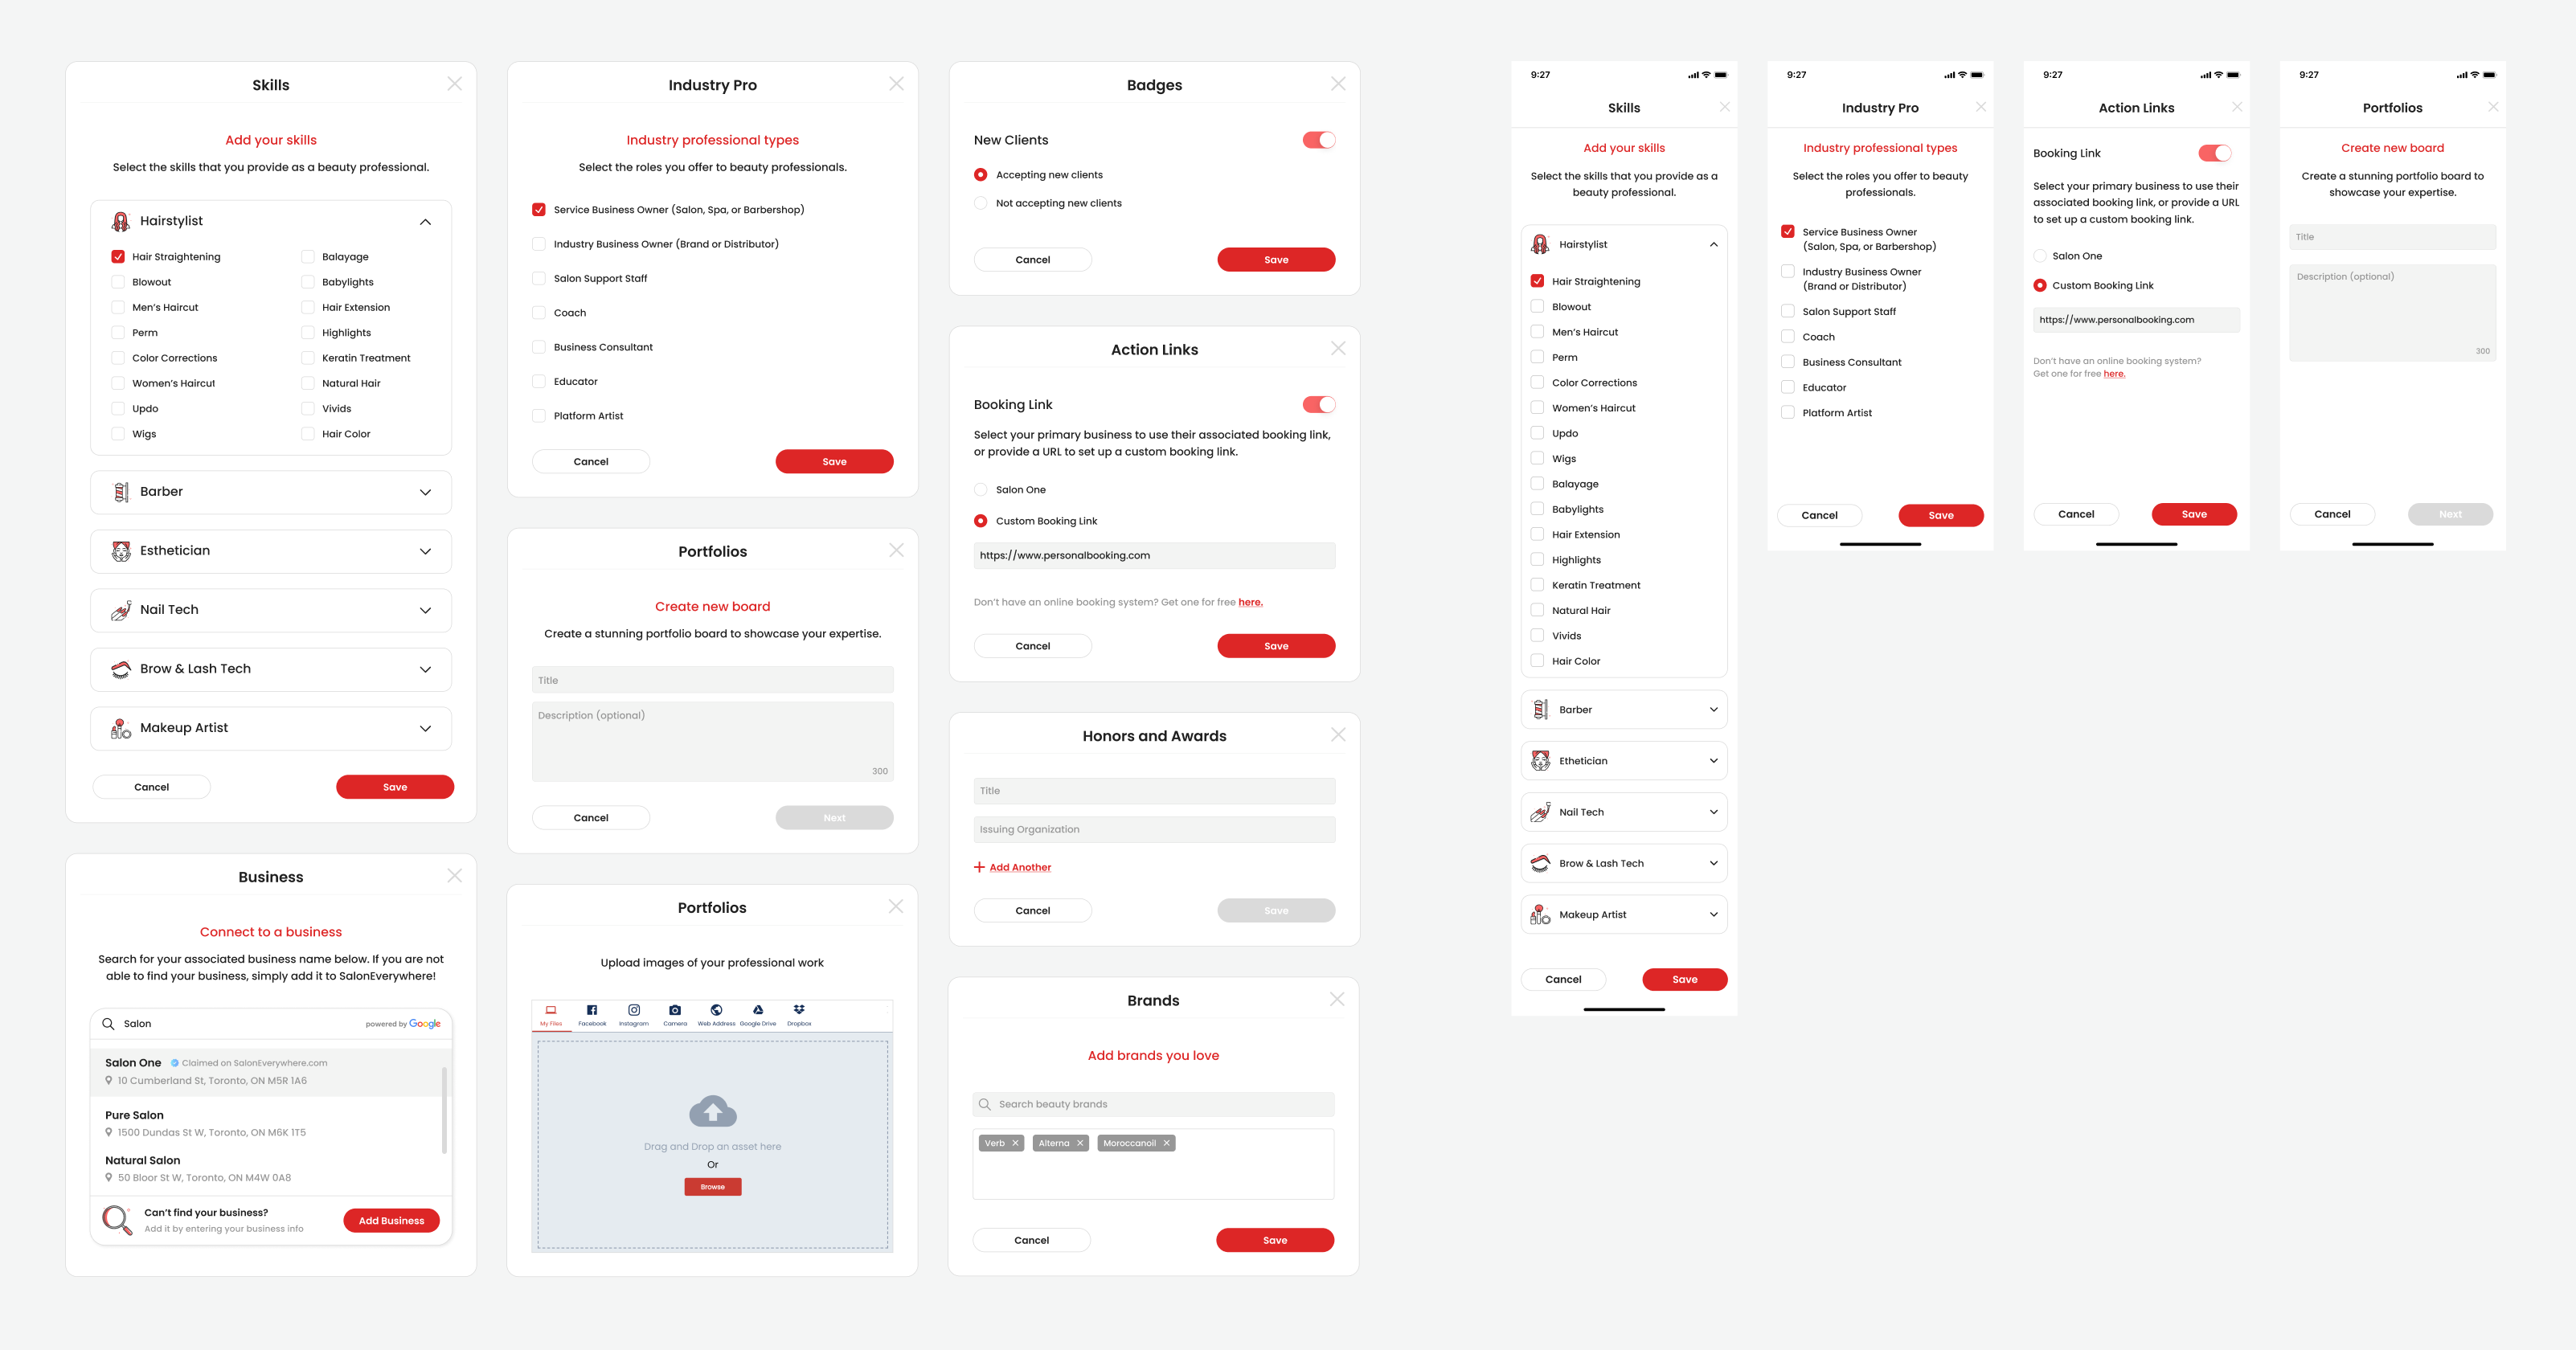 Skills
Add your skills
Select the skills that you provide as a beauty professional.
Hairstylist
Hair Straightening
Balayage
Blowout
Babylights
Men's Haircut
Hair Extension
Perm
Highlights
Color Corrections
Keratin Treatment
Women's Haircut
Natural Hair
Updo
Vivids
Wigs
Hair Color
Barber
Esthetician
Nail Tech
Brow & Lash Tech
Makeup Artist
Cancel
Save
Business
Connect to a business
Search for your associated business name below. If you are not
able to find your business, simply add it to SalonEverywhere!
Salon
powered by Google
Salon One
Claimed on SalonEverywhere.com
10 Cumberland St, Toronto, ON M5R 1A6
Pure Salon
1500 Dundas St W, Toronto, ON M6K 1T5
Natural Salon
50 Bloor St W, Toronto, ON M4W 0A8
Can't find your business?
Add it by entering your business info
Add Business
Industry Pro
Industry professional types
Select the roles you offer to beauty professionals.
Service Business Owner (Salon, Spa, or Barbershop)
Industry Business Owner (Brand or Distributor)
Salon Support Staff
Coach
Business Consultant
Educator
Platform Artist
Cancel
Save
Portfolios
Create new board
Create a stunning portfolio board to showcase your expertise.
Title
Description (optional)
300
Cancel
Next
Portfolios
Upload images of your professional work
My Files
Facebook
Instagram
Camera
Web Address
Google Drive
Dropbox
Drag and Drop an asset here
Or
Browse
Badges
New Clients
Accepting new clients
Not accepting new clients
Cancel
Save
Action Links
Booking Link
Select your primary business to use their associated booking link,
or provide a URL to set up a custom booking link.
Salon One
Custom Booking Link
https://www.personalbooking.com
Don't have an online booking system? Get one for free here.
Cancel
Save
Honors and Awards
Title
Issuing Organization
Add Another
Cancel
Save
Brands
Add brands you love
Search beauty brands
Verb
Alterna
Moroccanoil
Cancel
Save
9:27
Skills
Add your skills
Select the skills that you provide as a
beauty professional.
Hairstylist
Hair Straightening
Blowout
Men's Haircut
Perm
Color Corrections
Women's Haircut
Updo
Wigs
Balayage
Babylights
Hair Extension
Highlights
Keratin Treatment
Natural Hair
Vivids
Hair Color
Barber
Ethetician
Nail Tech
Brow & Lash Tech
Makeup Artist
Cancel
Save
9:27
Industry Pro
Industry professional types
Select the roles you offer to beauty
professionals.
Service Business Owner
(Salon, Spa, or Barbershop)
Industry Business Owner
(Brand or Distributor)
Salon Support Staff
Coach
Business Consultant
Educator
Platform Artist
Cancel
Save
9:27
Action Links
Booking Link
Select your primary business to use their
associated booking link, or provide a URL
to set up a custom booking link.
Salon One
Custom Booking Link
https://www.personalbooking.com
Don't have an online booking system?
Get one for free here.
Cancel
Save
9:27
Portfolios
Create new board
Create a stunning portfolio board to
showcase your expertise.
Title
Description (optional)
300
Cancel
Next